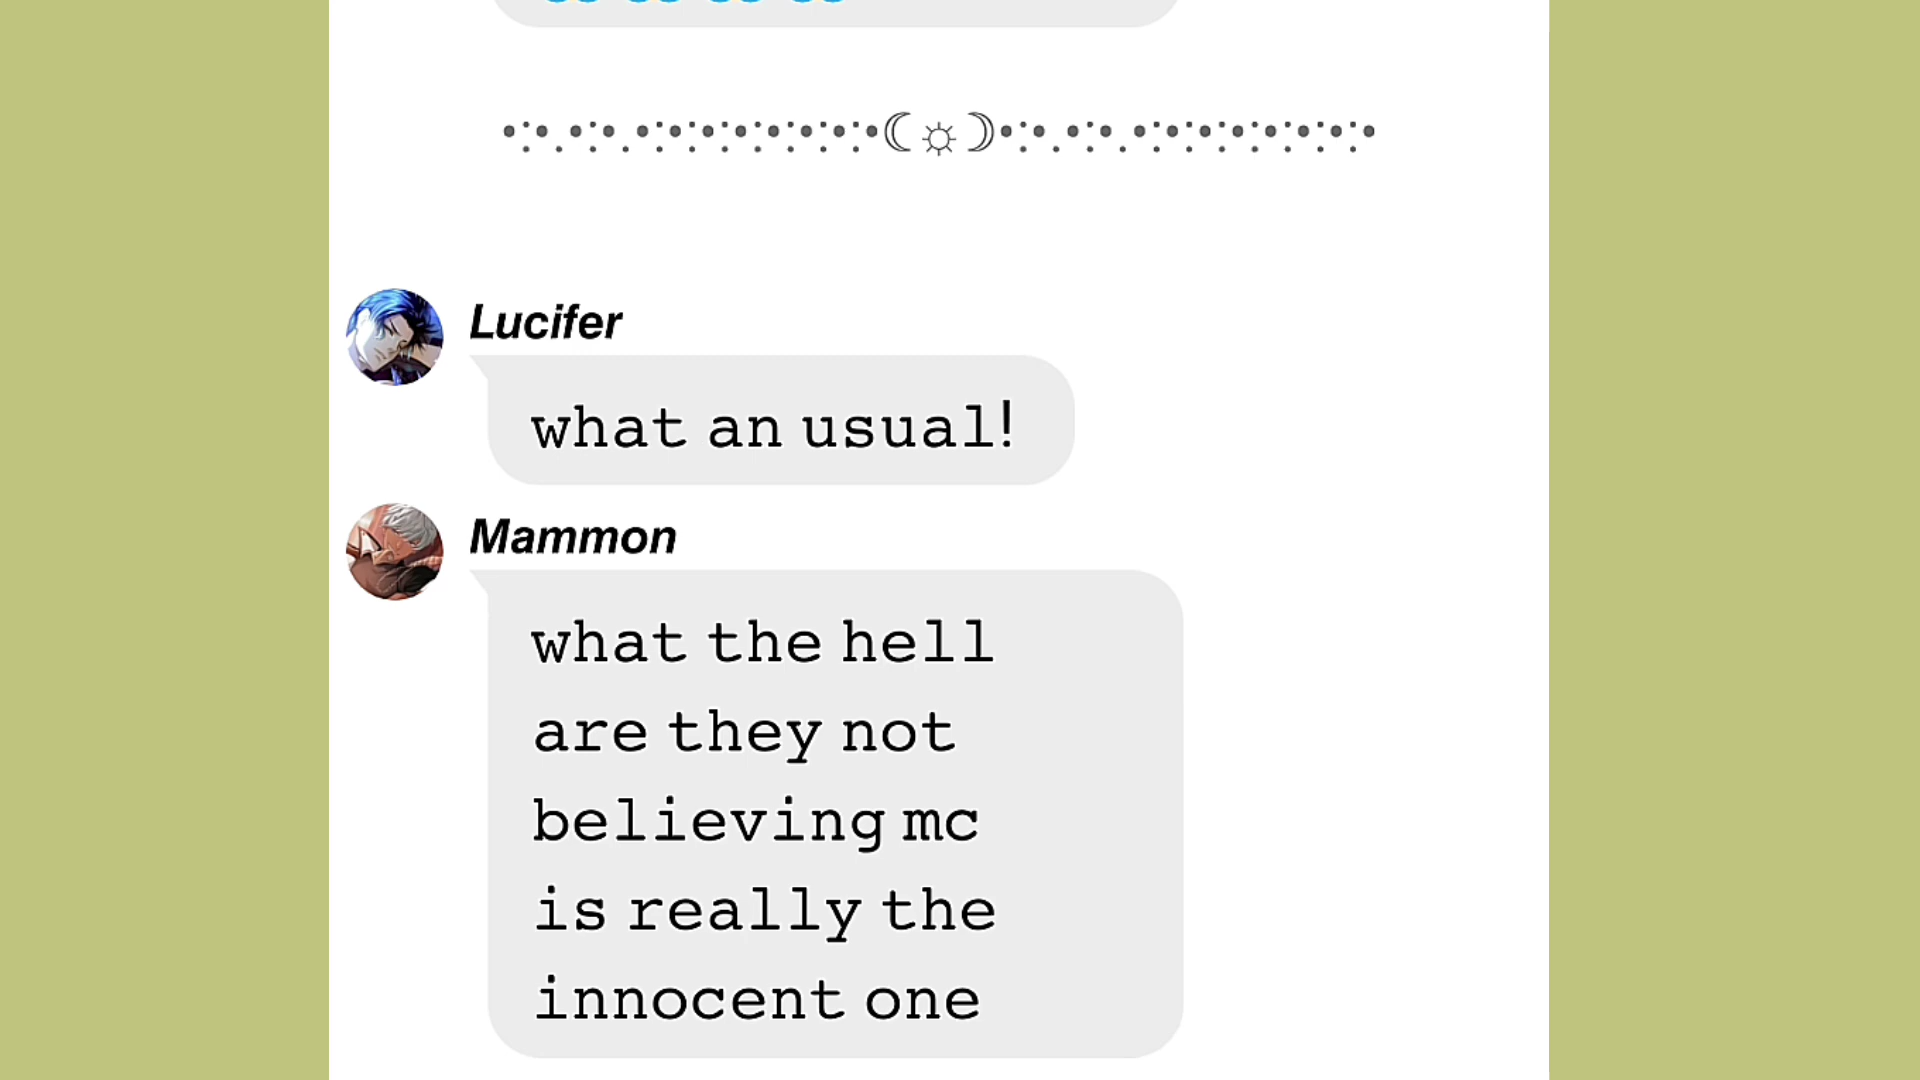 Lucifer
what an usual!
Mammon
what the hell
are they not
believing mc
is really the
innocent one